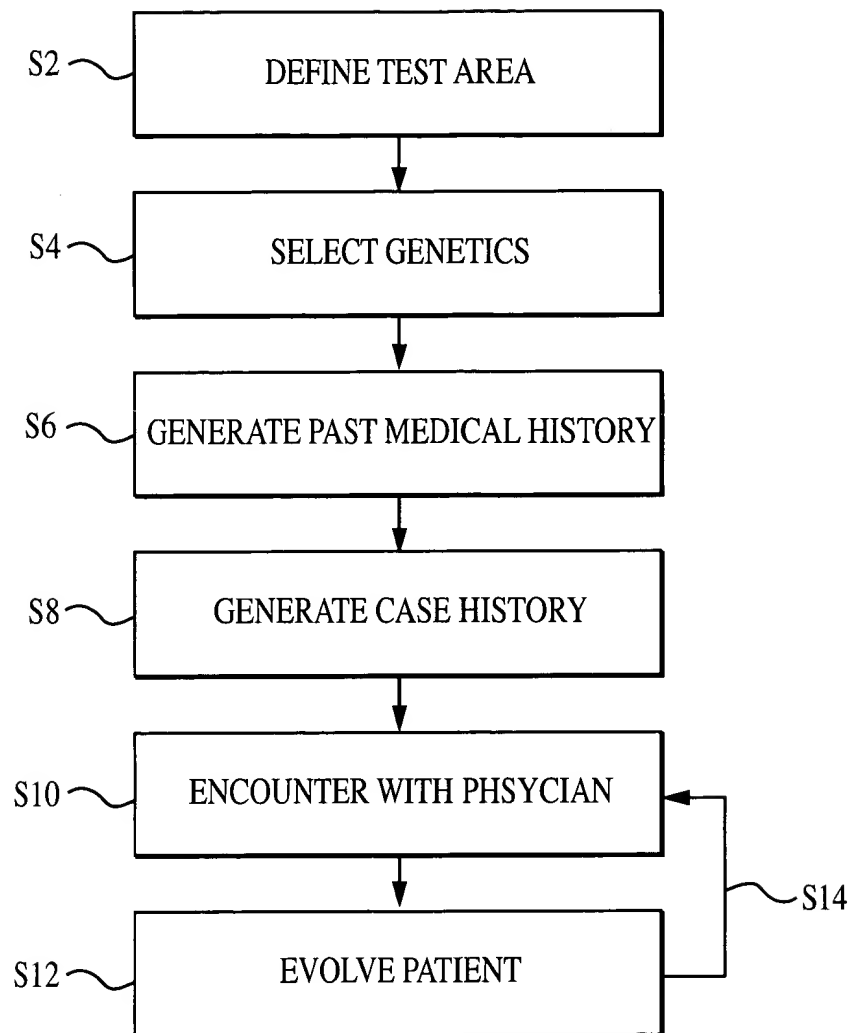 S2
DEFINE TEST AREA
S4
SELECT GENETICS
S6
GENERATE PAST MEDICAL HISTORY
S8
GENERATE CASE HISTORY
S10
ENCOUNTER WITH PHSYCIAN
S14
S12
EVOLVE PATIENT